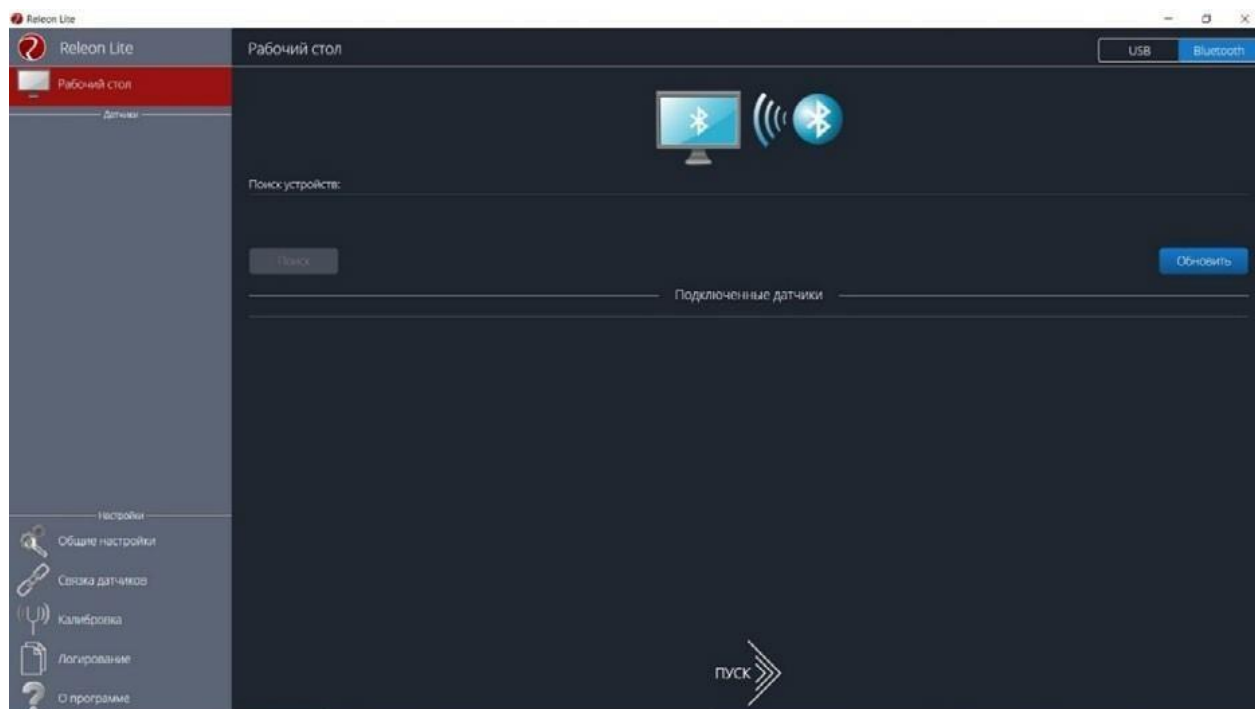 Releon Lite
Releon Lite
Рабочий стол
USB
Bluetooth
Рабочий стол
Датчики
Поиск устройств:
Поиск
Обновить
Подключенные датчики
Настройки
Общие настройки
Связка датчиков
Калибровка
Логирование
О программе
ПУСК